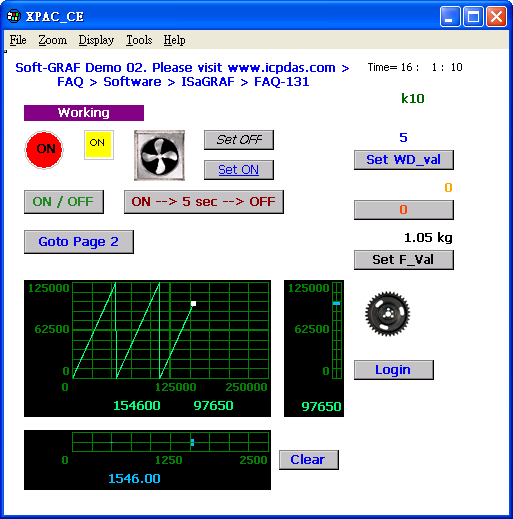 XPAC_CE
File Zoom Display Tools Help
Soft-GRAF Demo 02. Please visit www.icpdas.com >
FAQ > Software > ISaGRAF > FAQ-131
Time= 16 : 1 : 10
k10
Working
ON
ON
Set OFF
5
Set ON
Set WD_val
0
ON / OFF
ON --> 5 sec --> OFF
0
Goto Page 2
1.05 kg
Set F_Val
125000
62500
0
0
125000
250000
154600
97650
125000
62500
0
97650
Login
0
1250
2500
1546.00
Clear